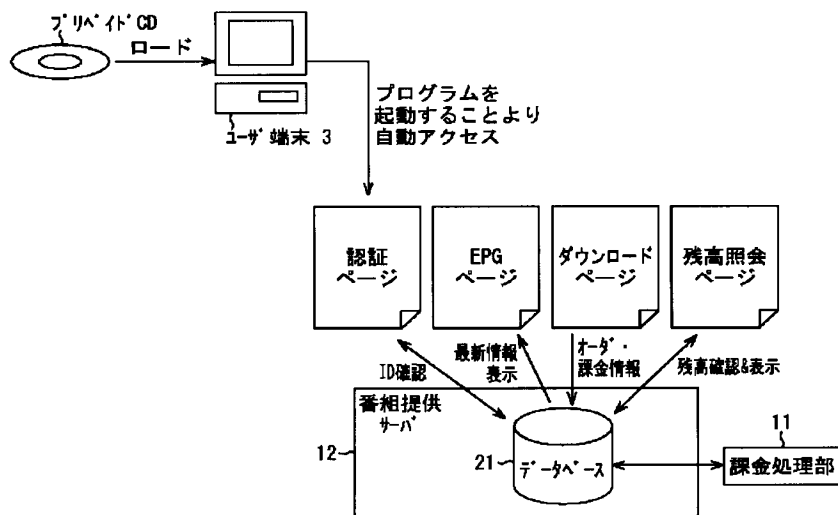 プリペイドCD
ロード
プログラムを
起動することより
自動アクセス
ユーザ端末 3
認証
ページ
EPG
ページ
ダウンロード
ページ
残高照会
ページ
ID確認
最新情報
表示
オーダ・
課金情報
残高確認&表示
番組提供
サーバ
12
21
データベース
11
課金処理部